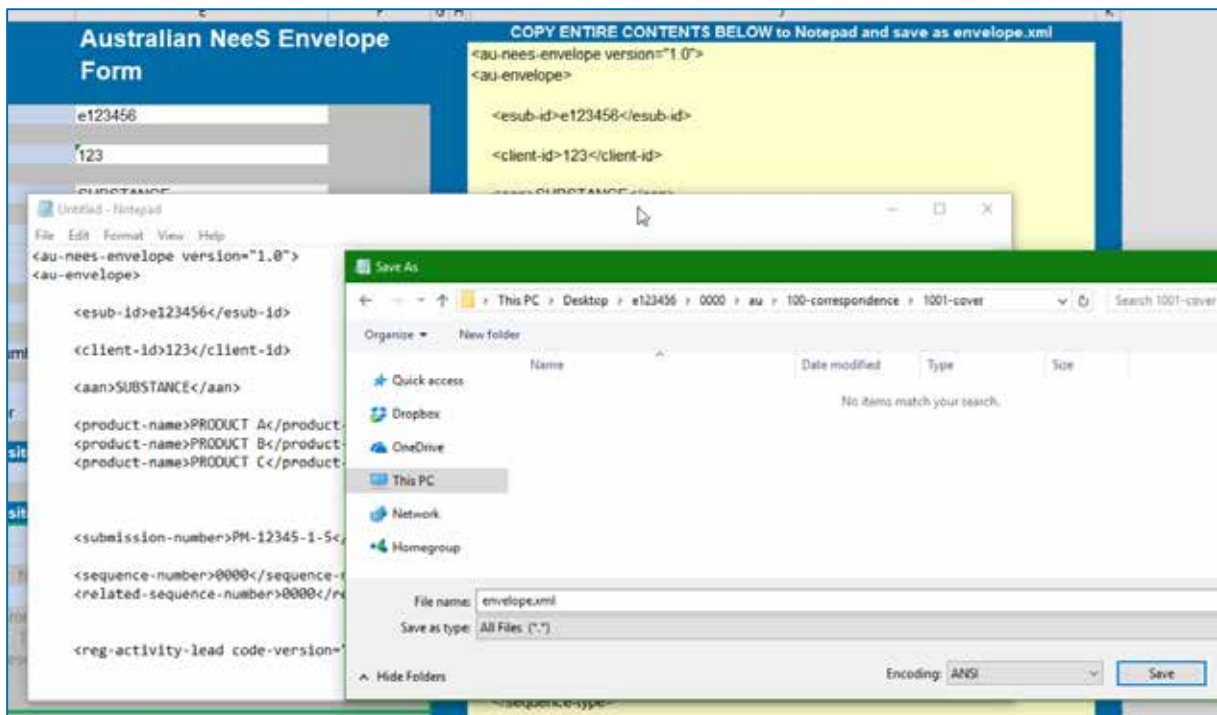 Australian NeeS Envelope
Form
e123456
123
SUBSTANCE
COPY ENTIRE CONTENTS BELOW to Notepad and save as envelope.xml
<au-nees-envelope version="1.0">
<au-envelope>
<esub-id>e123456</esub-id>
<client-id>123</client-id>
<aan>SUBSTANCE</aan>
Untitled - Notepad
File Edit Format View Help
<au-nees-envelope version="1.0">
<au-envelope>
<esub-id>e123456</esub-id>
<client-id>123</client-id>
<aan>SUBSTANCE</aan>
<product-name>PRODUCT A</product-
<product-name>PRODUCT B</product-
<product-name>PRODUCT C</product-
<submission-number>PM-12345-1-5</
<sequence-number>0000</sequence-
<related-sequence-number>0000</re
<reg-activity-lead code-version="
Save As
This PC > Desktop > e123456 > 0000 > au > 100-correspondence > 1001-cover
Search 1001-cover
Organize New folder
Name Date modified Type Size
No items match your search.
Quick access
Dropbox
OneDrive
This PC
Network
Homegroup
File name: envelope.xml
Save as type: All Files (*.*)
Hide Folders Encoding: ANSI Save
</sequence-type>